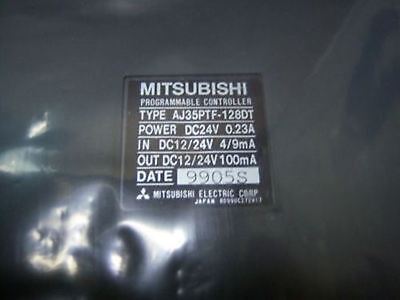 MITSUBISHI
PROGRAMMABLE CONTROLLER
TYPE AJ35PTF-128DT
POWER DC24V 0.23A
IN DC12/24V 4/9mA
OUT DC12/24V 100mA
DATE 9905S
MITSUBISHI ELECTRIC CORP
JAPAN